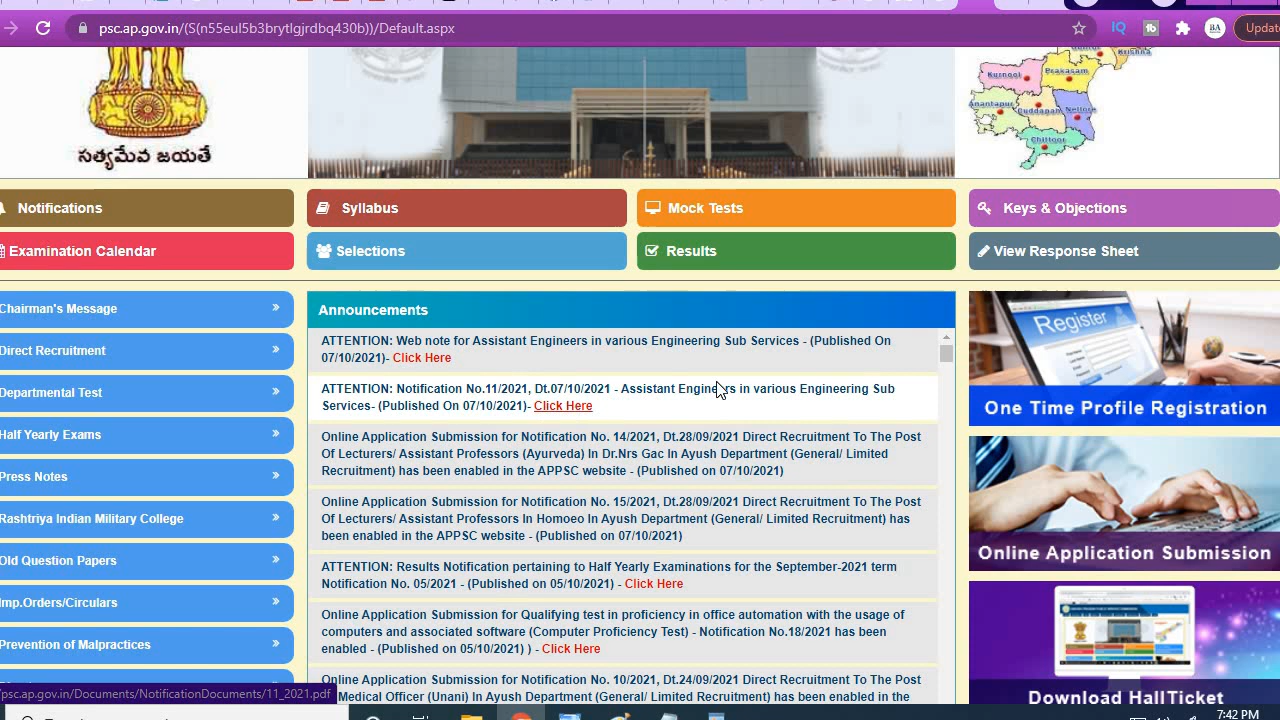 psc.ap.gov.in/(S(n55eul5b3brytlgjrdbq430b))/Default.aspx
BA
Updat
Krishna
Kurnool
Prakasam
Anantapur
Cuddapah
Nellore
Chittoor
సత్యమేవ జయతే
Notifications
Syllabus
Mock Tests
Keys & Objections
Examination Calendar
Selections
Results
View Response Sheet
Chairman's Message
Direct Recruitment
Departmental Test
Half Yearly Exams
Press Notes
Rashtriya Indian Military College
Old Question Papers
Imp.Orders/Circulars
Prevention of Malpractices
Announcements
ATTENTION: Web note for Assistant Engineers in various Engineering Sub Services - (Published On
07/10/2021)- Click Here
ATTENTION: Notification No.11/2021, Dt.07/10/2021 - Assistant Engineers in various Engineering Sub
Services- (Published On 07/10/2021)- Click Here
Online Application Submission for Notification No. 14/2021, Dt.28/09/2021 Direct Recruitment To The Post
Of Lecturers/ Assistant Professors (Ayurveda) In Dr.Nrs Gac In Ayush Department (General/ Limited
Recruitment) has been enabled in the APPSC website - (Published on 07/10/2021)
Online Application Submission for Notification No. 15/2021, Dt.28/09/2021 Direct Recruitment To The Post
Of Lecturers/ Assistant Professors In Homoeo In Ayush Department (General/ Limited Recruitment) has
been enabled in the APPSC website - (Published on 07/10/2021)
ATTENTION: Results Notification pertaining to Half Yearly Examinations for the September-2021 term
Notification No. 05/2021 - (Published on 05/10/2021) - Click Here
Online Application Submission for Qualifying test in proficiency in office automation with the usage of
computers and associated software (Computer Proficiency Test) - Notification No.18/2021 has been
enabled - (Published on 05/10/2021) ) - Click Here
Online Application Submission for Notification No. 10/2021, Dt.24/09/2021 Direct Recruitment To The Post
Medical Officer (Unani) In Ayush Department (General/ Limited Recruitment) has been enabled in the
Register
One Time Profile Registration
Online Application Submission
Download HallTicket
psc.ap.gov.in/Documents/NotificationDocuments/11_2021.pdf
7:42 PM